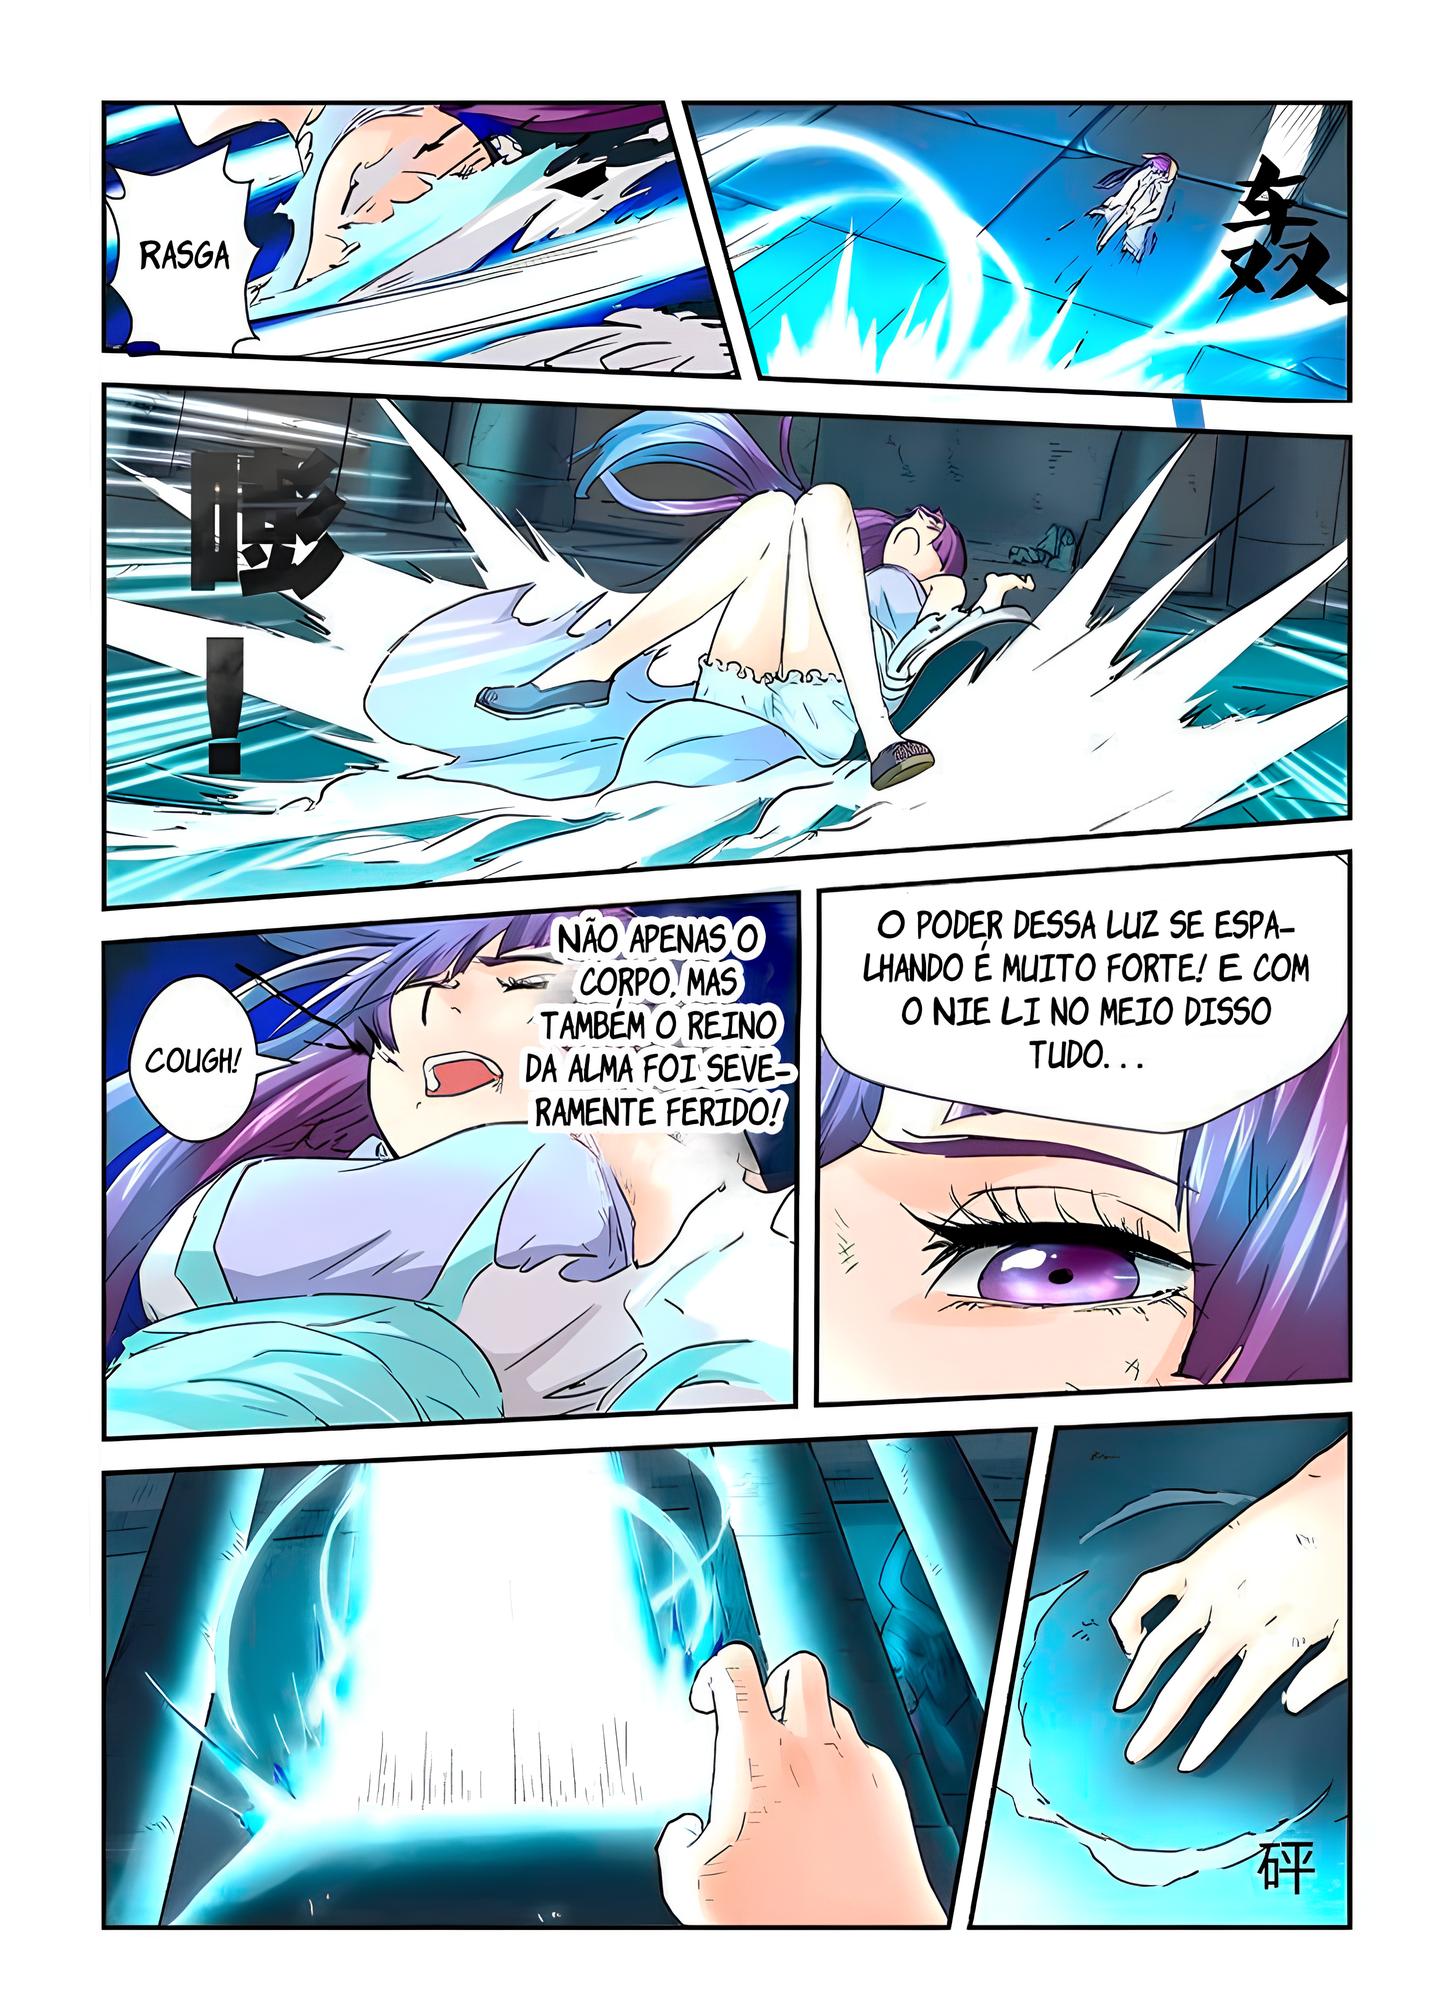 RASGA
轰
嘭
!
COUGH!
NÃO APENAS O
CORPO, MAS
TAMBÉM O REINO
DA ALMA FOI SEVE-
RAMENTE FERIDO!
O PODER DESSA LUZ SE ESPA-
LHANDO É MUITO FORTE! E COM
O NIE LI NO MEIO DISSO
TUDO...
砰